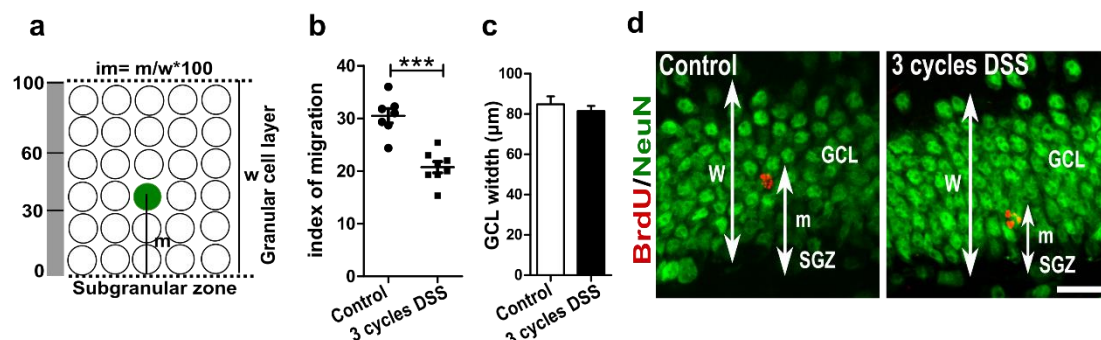 a
im= m/w*100
100
60
30
0
w
m
Granular cell layer
Subgranular zone
b
***
index of migration
40
30
20
10
0
Control
3 cycles DSS
c
GCL witdth (μm)
100
80
60
40
20
0
Control
3 cycles DSS
d
BrdU/NeuN
Control
W
GCL
m
SGZ
3 cycles DSS
W
GCL
m
SGZ